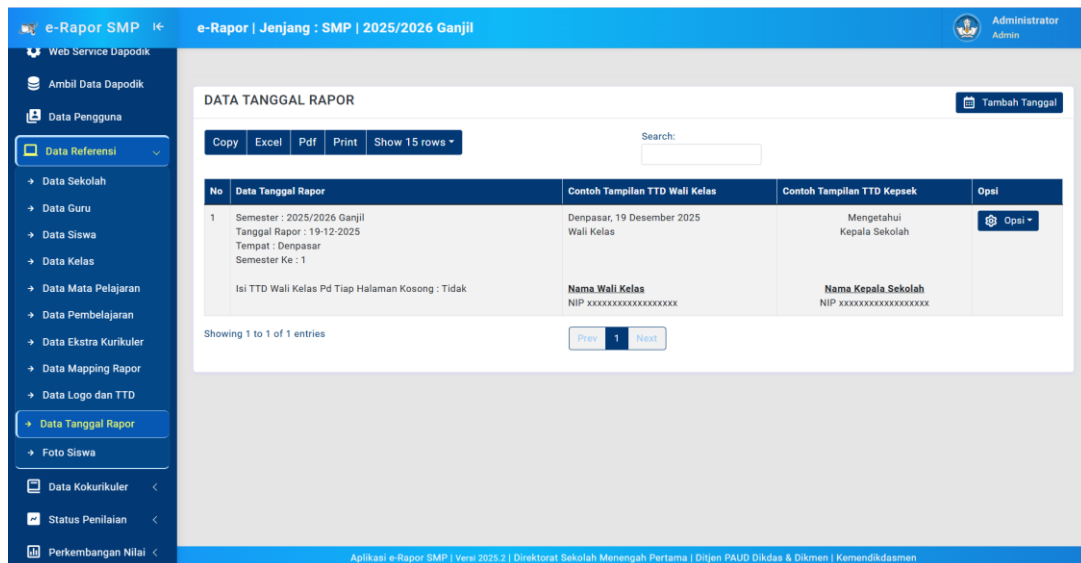 e-Rapor SMP
e-Rapor | Jenjang : SMP | 2025/2026 Ganjil
Administrator
Admin
Web Service Dapodik
Ambil Data Dapodik
Data Pengguna
Data Referensi
Data Sekolah
Data Guru
Data Siswa
Data Kelas
Data Mata Pelajaran
Data Pembelajaran
Data Ekstra Kurikuler
Data Mapping Rapor
Data Logo dan TTD
Data Tanggal Rapor
Foto Siswa
Data Kokurikuler
Status Penilaian
Perkembangan Nilai
DATA TANGGAL RAPOR
Tambah Tanggal
Copy Excel Pdf Print Show 15 rows
Search:
No Data Tanggal Rapor Contoh Tampilan TTD Wali Kelas Contoh Tampilan TTD Kepsek Opsi
1 Semester : 2025/2026 Ganjil Denpasar, 19 Desember 2025 Mengetahui Opsi
Tanggal Rapor : 19-12-2025 Wali Kelas Kepala Sekolah
Tempat : Denpasar
Semester Ke : 1
Isi TTD Wali Kelas Pd Tiap Halaman Kosong : Tidak Nama Wali Kelas Nama Kepala Sekolah
NIP xxxxxxxxxxxxxxxxxx NIP xxxxxxxxxxxxxxxxxx
Showing 1 to 1 of 1 entries
Prev 1 Next
Aplikasi e-Rapor SMP | Versi 2025.2 | Direktorat Sekolah Menengah Pertama | Ditjen PAUD Dikdas & Dikmen | Kemendikdasmen